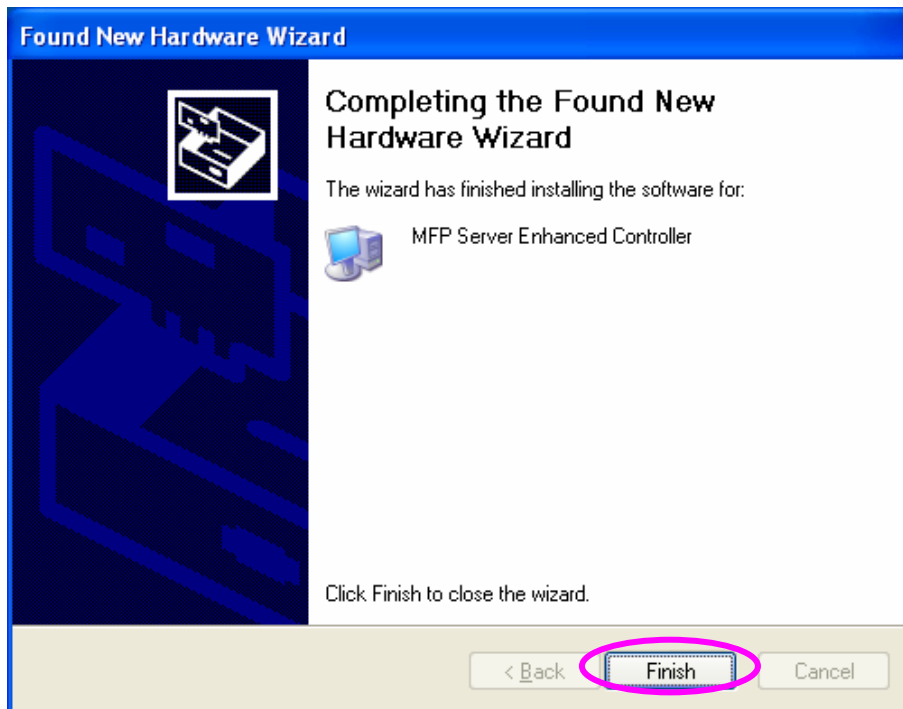 Found New Hardware Wizard
Completing the Found New
Hardware Wizard
The wizard has finished installing the software for:
MFP Server Enhanced Controller
Click Finish to close the wizard.
< Back Finish Cancel